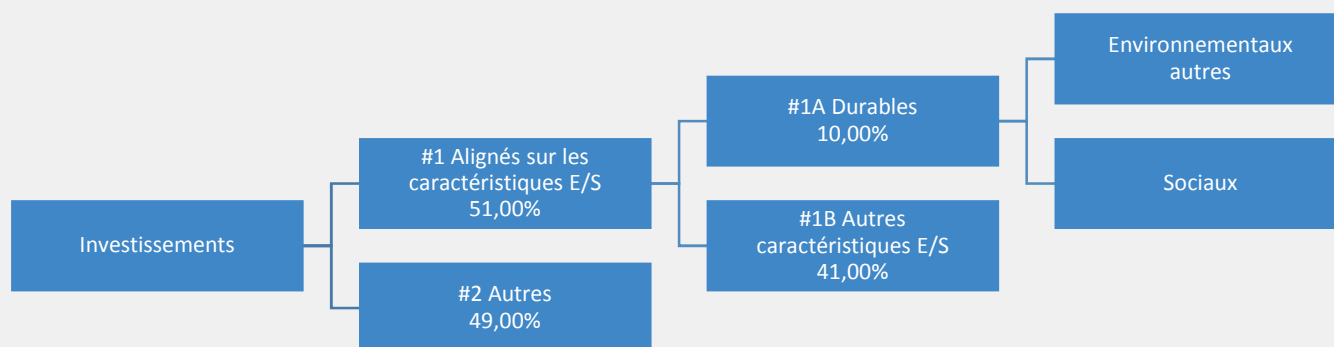 Investissements
#1 Alignés sur les
caractéristiques E/S
51,00%
#2 Autres
49,00%
#1A Durables
10,00%
#1B Autres
caractéristiques E/S
41,00%
Environnementaux
autres
Sociaux